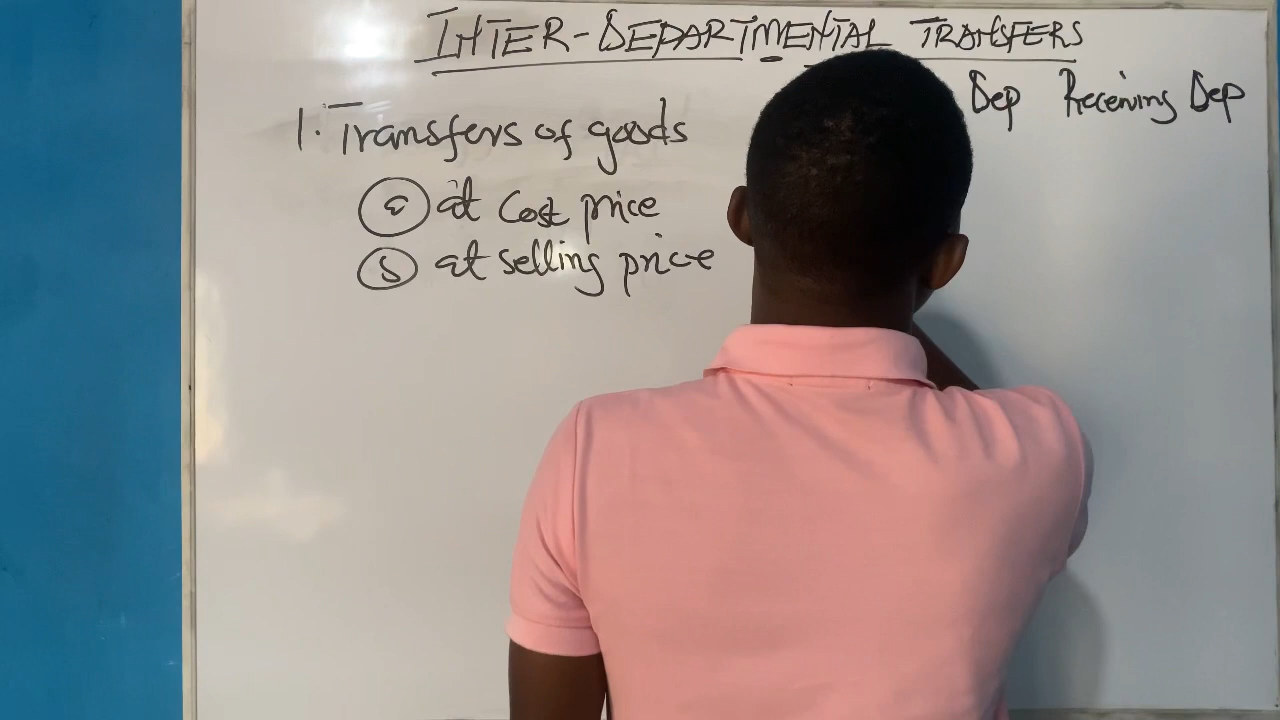 INTER-DEPARTMENTAL TRANSFERS
Dep Receiving Dep
1. Transfers of goods
a at cost price
b at selling price